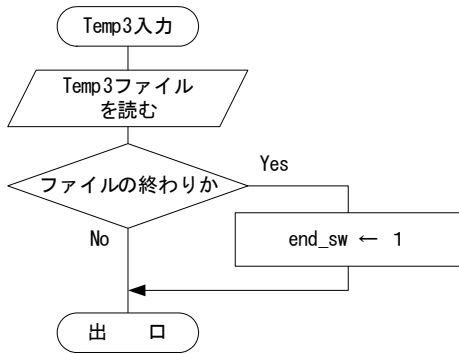 Temp3入力
Temp3ファイル
を読む
ファイルの終わりか
Yes
No
end_sw ← 1
出　口